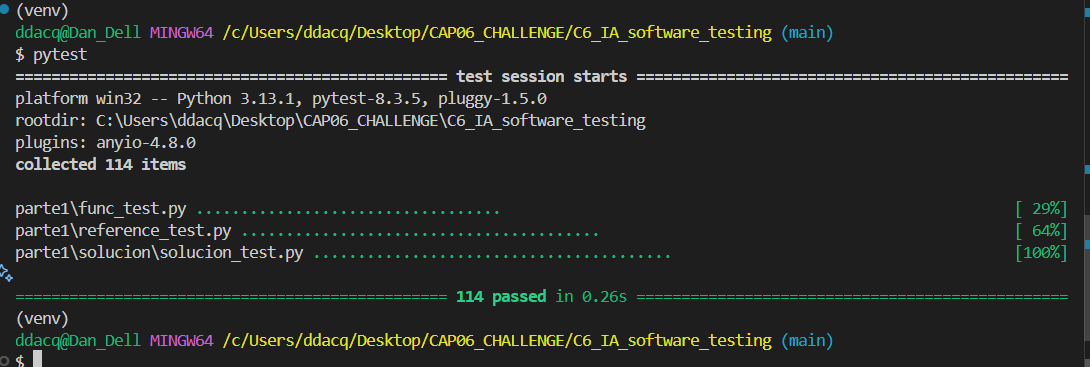 (venv)
ddacq@Dan_Dell MINGW64 /c/Users/ddacq/Desktop/CAP06_CHALLENGE/C6_IA_software_testing (main)
$ pytest
=============================================== test session starts ===============================================
platform win32 -- Python 3.13.1, pytest-8.3.5, pluggy-1.5.0
rootdir: C:\Users\ddacq\Desktop\CAP06_CHALLENGE\C6_IA_software_testing
plugins: anyio-4.8.0
collected 114 items
parte1\func_test.py .................................. [ 29%]
parte1\reference_test.py ........................................ [ 64%]
parte1\solucion\solucion_test.py ........................................ [100%]
=============================================== 114 passed in 0.26s ===============================================
(venv)
ddacq@Dan_Dell MINGW64 /c/Users/ddacq/Desktop/CAP06_CHALLENGE/C6_IA_software_testing (main)
$